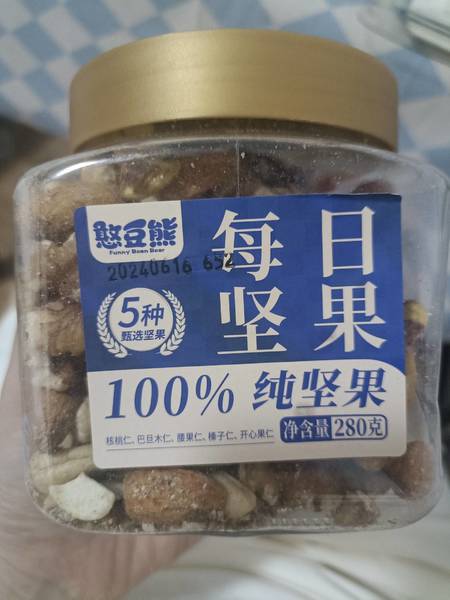 憨豆熊
Funny Bean Bear
20240616 652
每日
坚果
5种
甄选坚果
100% 纯坚果
核桃仁、巴旦木仁、腰果仁、榛子仁、开心果仁
净含量 280克